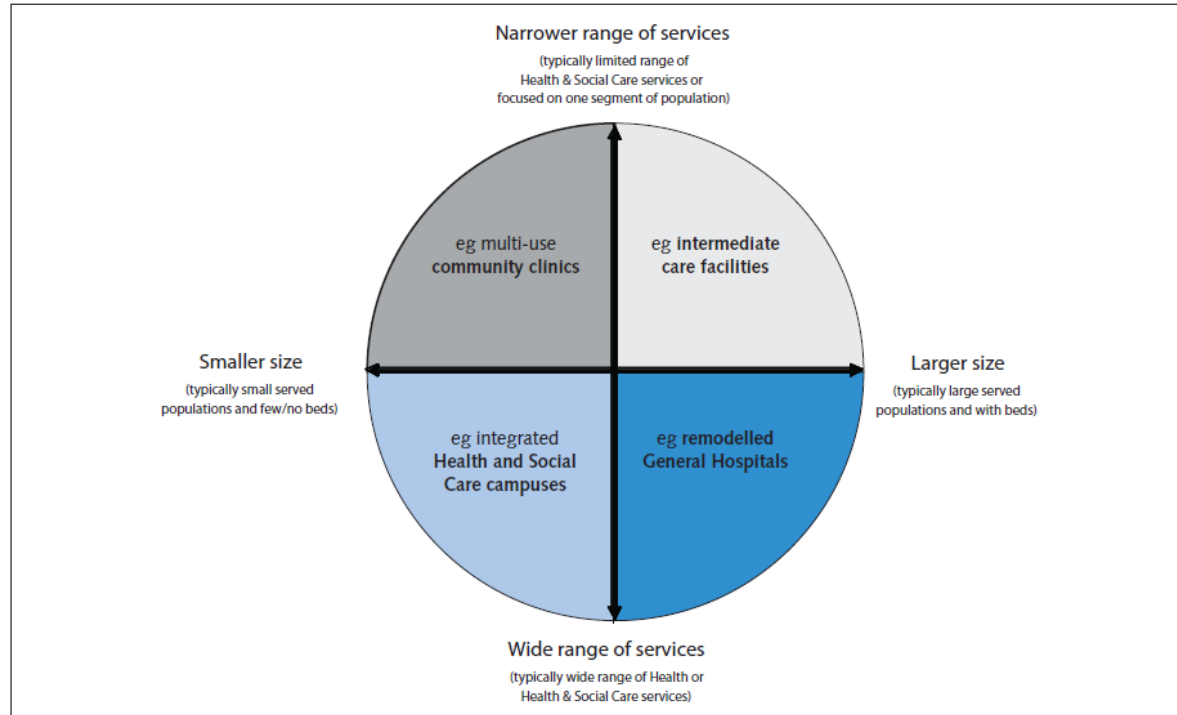 Narrower range of services
(typically limited range of
Health & Social Care services or
focused on one segment of population)
eg multi-use
community clinics
eg intermediate
care facilities
Smaller size
(typically small served
populations and few/no beds)
Larger size
(typically large served
populations and with beds)
eg integrated
Health and Social
Care campuses
eg remodelled
General Hospitals
Wide range of services
(typically wide range of Health or
Health & Social Care services)